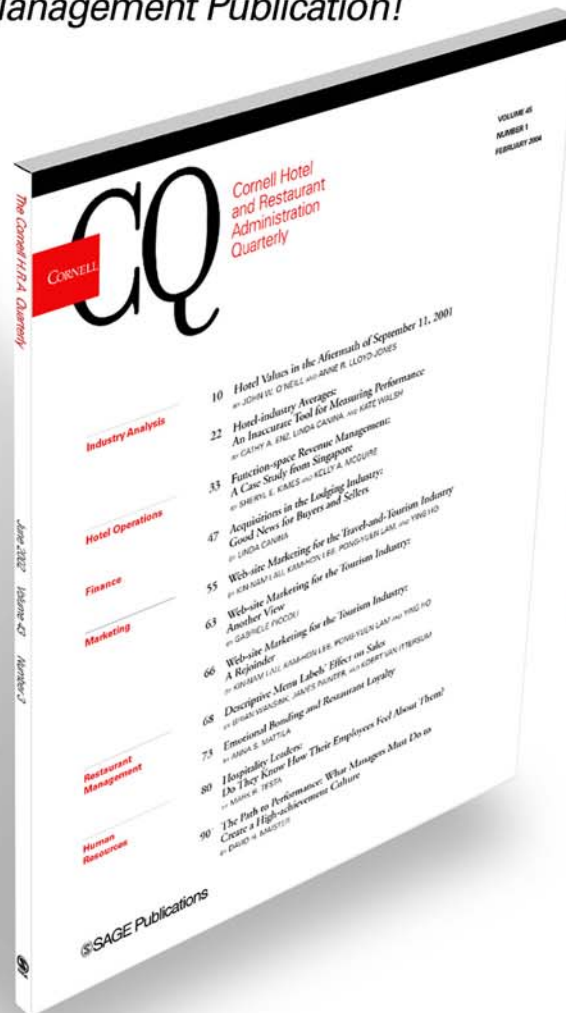 Management Publication!
VOLUME 45
NUMBER 1
FEBRUARY 2004
CORNELL
CQ
Cornell Hotel
and Restaurant
Administration
Quarterly
Industry Analysis
10 Hotel Values in the Aftermath of September 11, 2001
BY JOHN W. O'NEILL AND ANNE R. LLOYD-JONES
22 Hotel-industry Averages:
An Inaccurate Tool for Measuring Performance
BY CATHY A. ENZ, LINDA CANINA, AND KATE WALSH
Hotel Operations
33 Function-space Revenue Management:
A Case Study from Singapore
BY SHERYL E. KIMES AND KELLY A. MCGUIRE
Finance
47 Acquisitions in the Lodging Industry:
Good News for Buyers and Sellers
BY LINDA CANINA
Marketing
55 Web-site Marketing for the Travel-and-Tourism Industry
BY KIN-NAM LAU, KAM-HON LEE, PONG-YUEN LAM, AND YING HO
63 Web-site Marketing for the Tourism Industry:
Another View
BY GABRIELE PICCOLI
66 Web-site Marketing for the Tourism Industry:
A Rejoinder
BY KIN-NAM LAU, KAM-HON LEE, PONG-YUEN LAM AND YING HO
Restaurant
Management
68 Descriptive Menu Labels' Effect on Sales
BY BRIAN WANSINK, JAMES PAINTER, AND KOERT VAN ITTERSUM
73 Emotional Bonding and Restaurant Loyalty
BY ANNA S. MATTILA
Human
Resources
80 Hospitality Leaders:
Do They Know How Their Employees Feel About Them?
BY MARK R. TESTA
90 The Path to Performance: What Managers Must Do to
Create a High-achievement Culture
BY DAVID H. MAISTER
SAGE Publications
The Cornell H.R.A. Quarterly
June 2002 Volume 43 Number 3